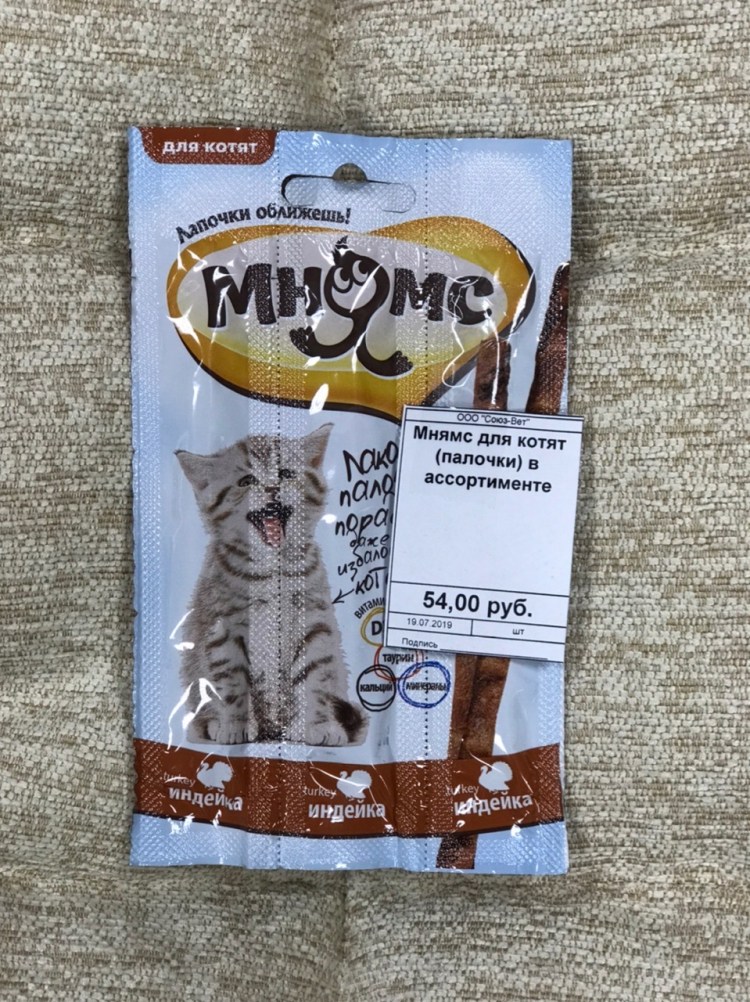 для котят
Лапочки оближешь!
Мнямс
ООО "Союз-Вет"
Мнямс для котят
(палочки) в
ассортименте
54,00 руб.
19.07.2019
шт
Подпись
таурин
кальций
минералы
turkey
индейка
turkey
индейка
turkey
индейка